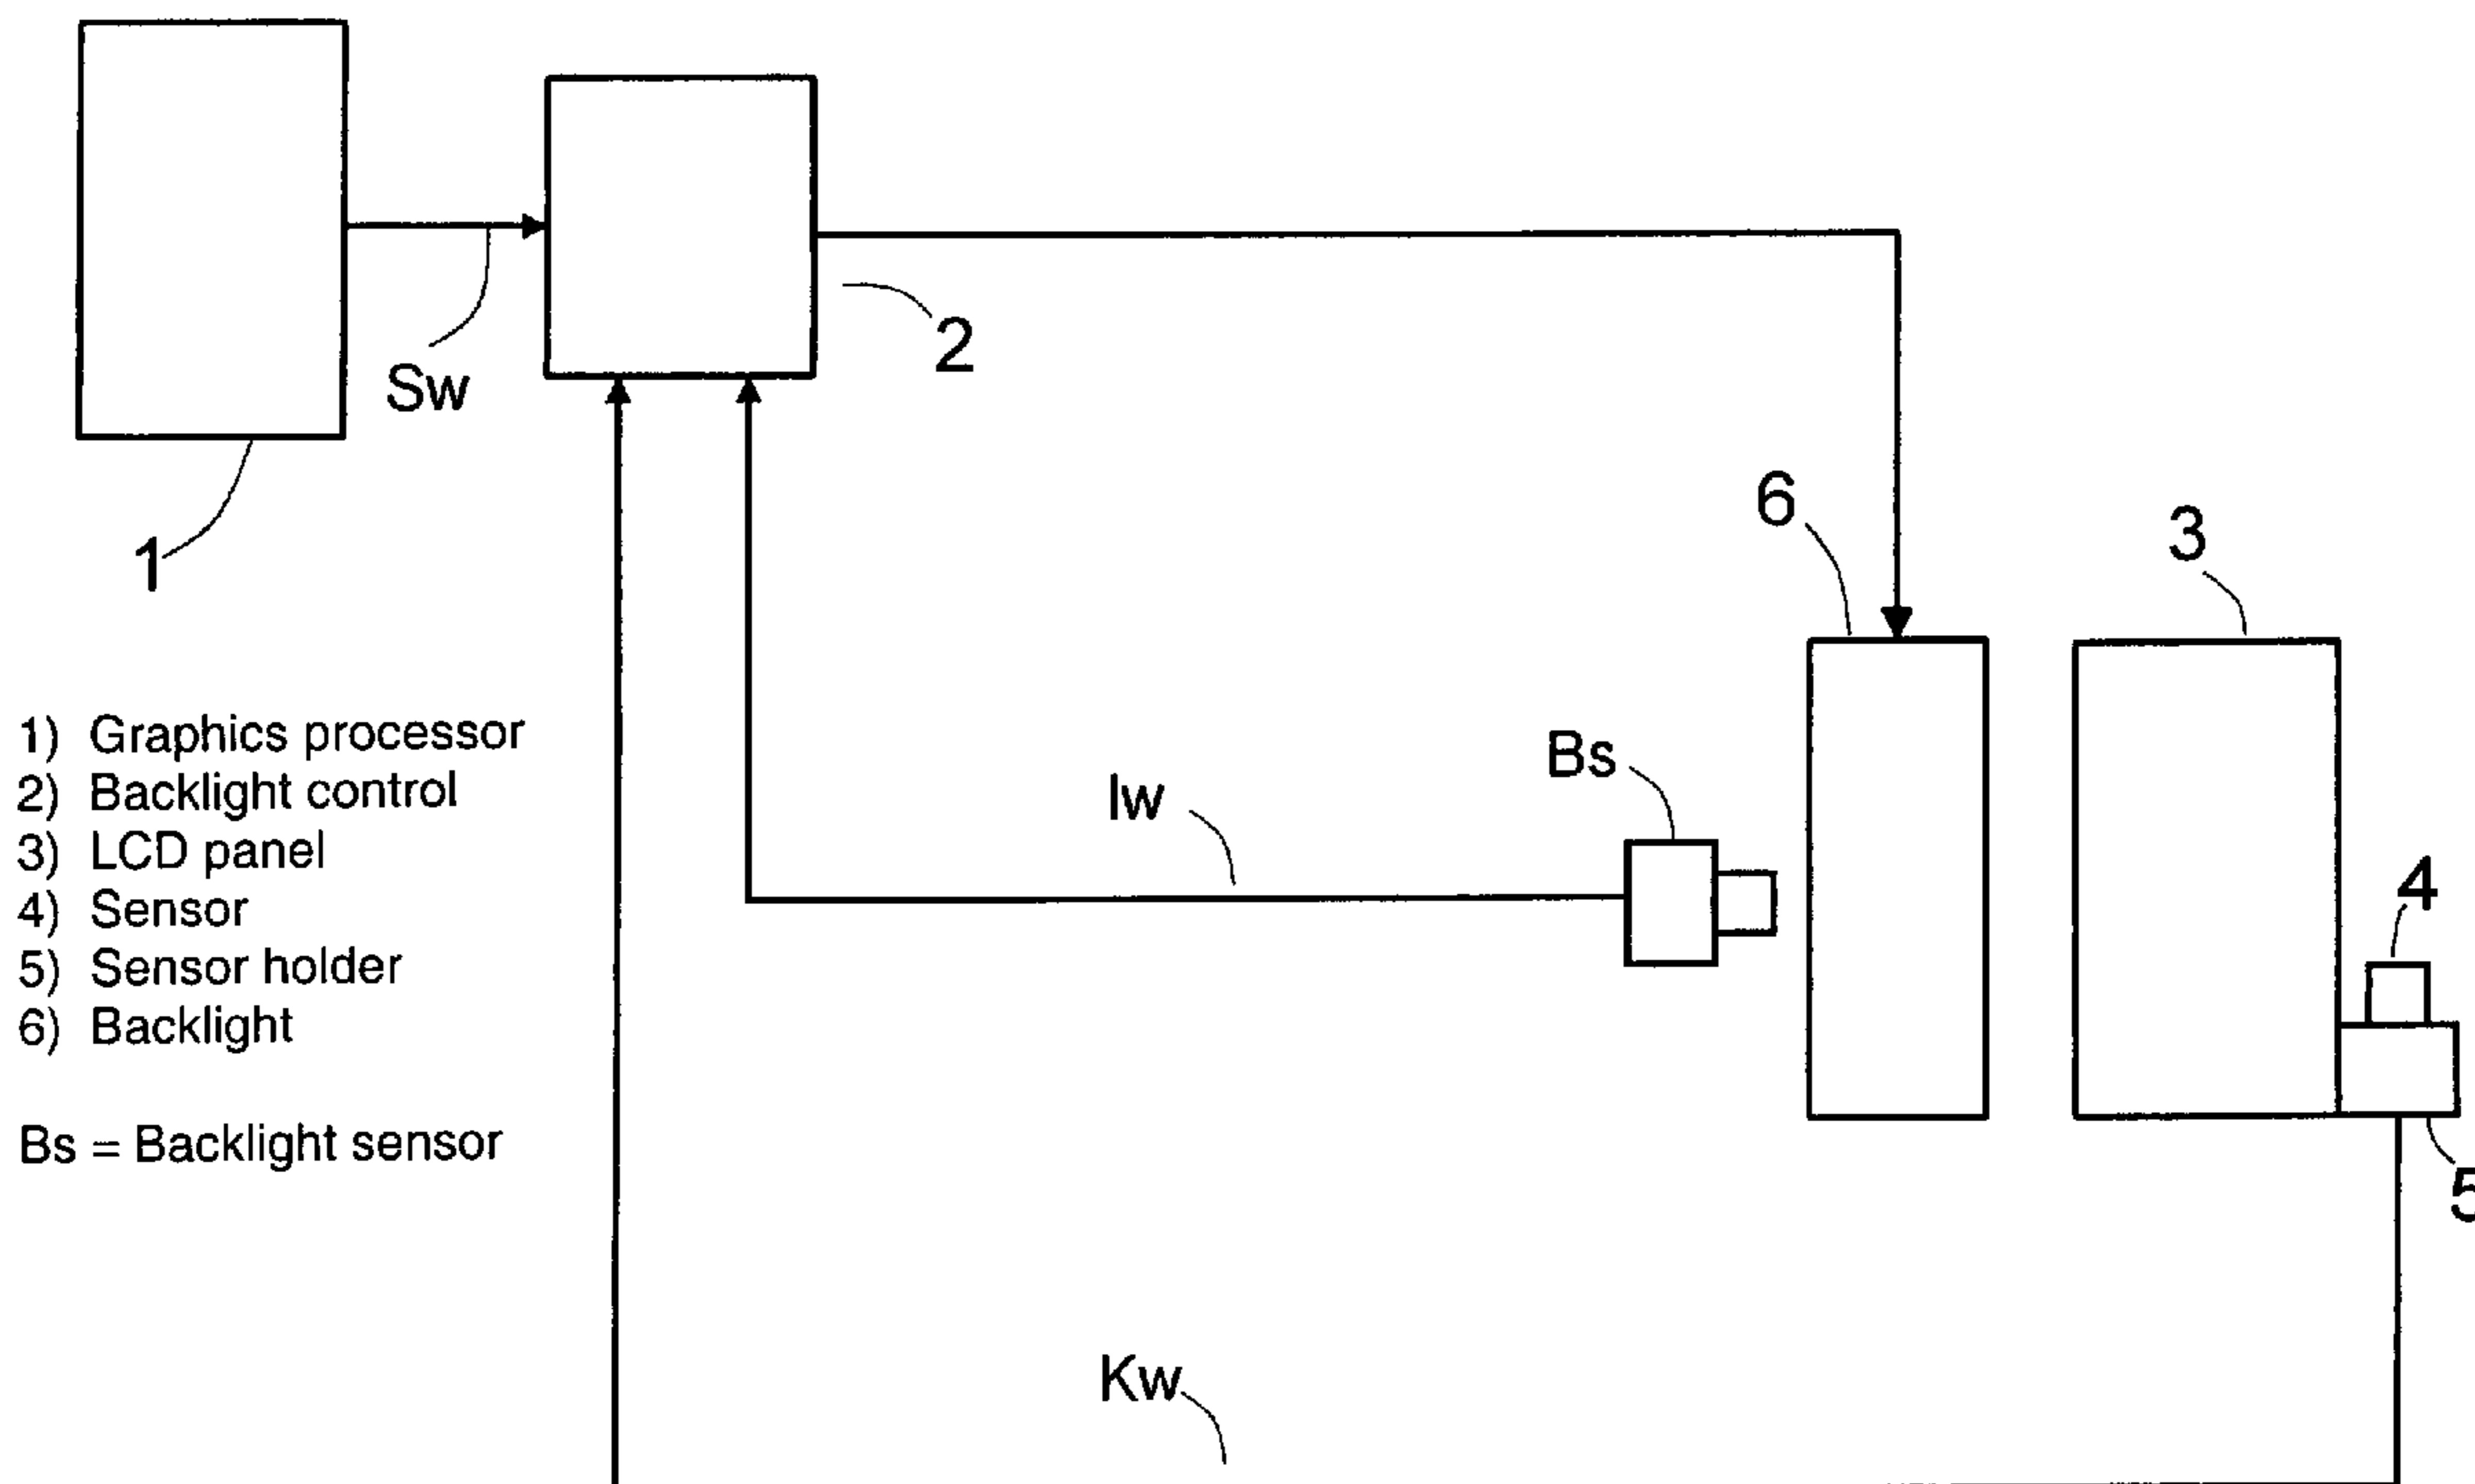 Sw
2
1
6
3
1) Graphics processor
2) Backlight control
3) LCD panel
4) Sensor
5) Sensor holder
6) Backlight
Bs = Backlight sensor
Bs
Iw
4
5
Kw